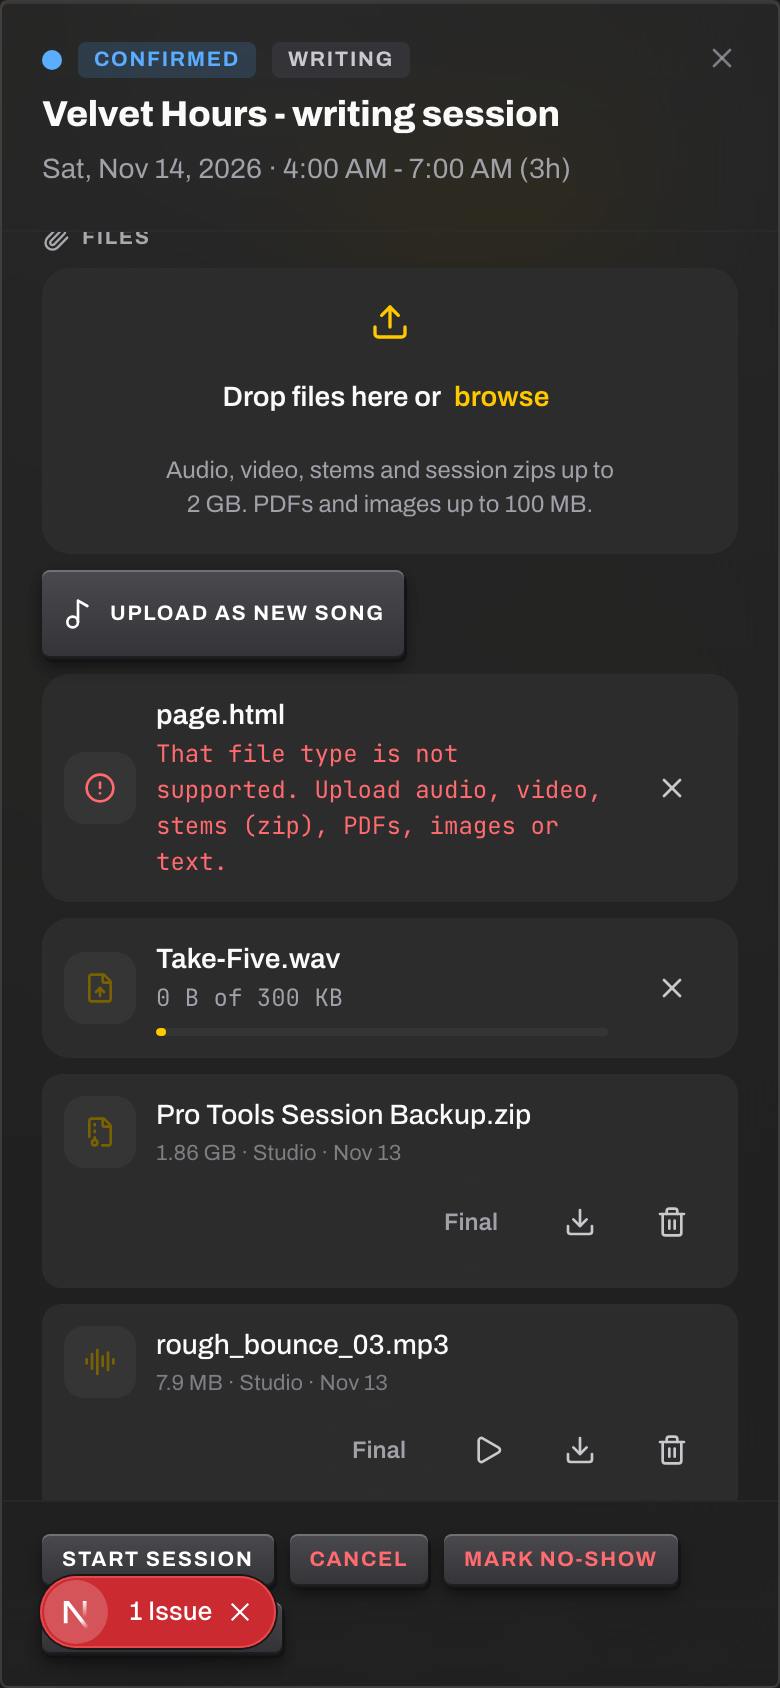 CONFIRMED WRITING
Velvet Hours - writing session
Sat, Nov 14, 2026 · 4:00 AM - 7:00 AM (3h)
FILES
Drop files here or browse
Audio, video, stems and session zips up to
2 GB. PDFs and images up to 100 MB.
UPLOAD AS NEW SONG
page.html
That file type is not
supported. Upload audio, video,
stems (zip), PDFs, images or
text.
Take-Five.wav
0 B of 300 KB
Pro Tools Session Backup.zip
1.86 GB · Studio · Nov 13
Final
rough_bounce_03.mp3
7.9 MB · Studio · Nov 13
Final
START SESSION CANCEL MARK NO-SHOW
N 1 Issue